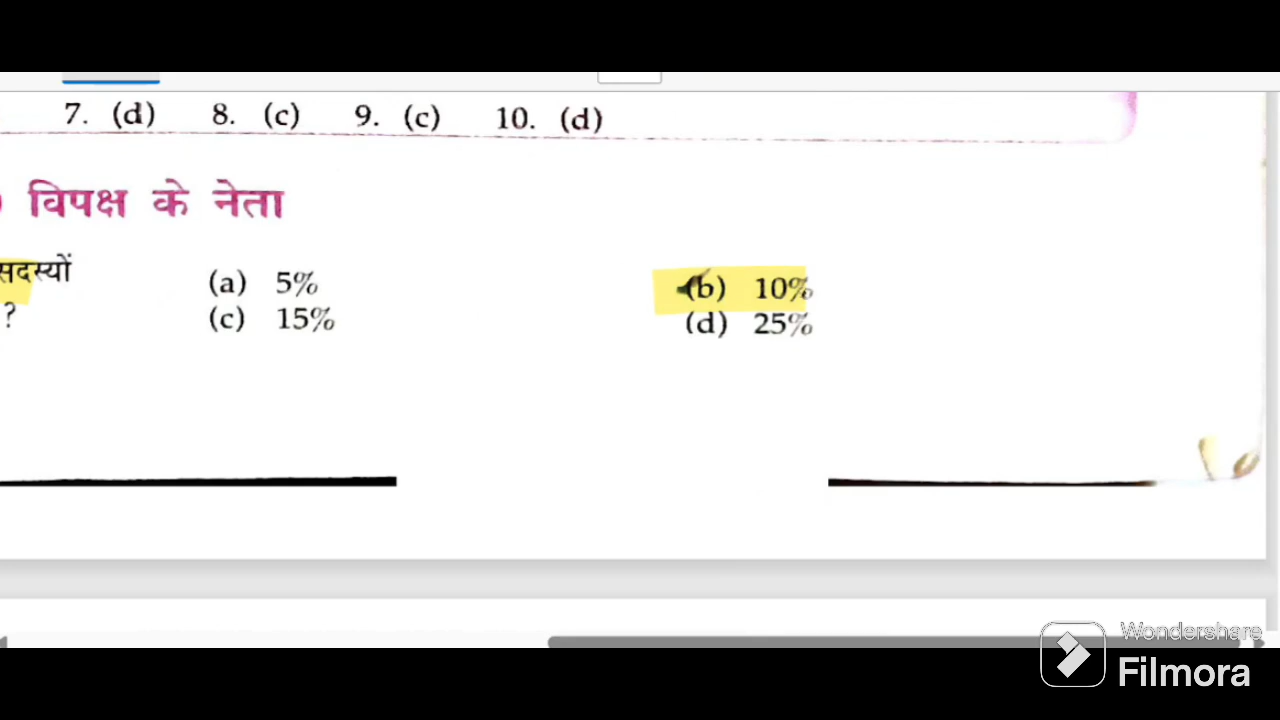 7. (d) 8. (c) 9. (c) 10. (d)
विपक्ष के नेता
सदस्यों (a) 5% (b) 10%
? (c) 15% (d) 25%
Wondershare
Filmora